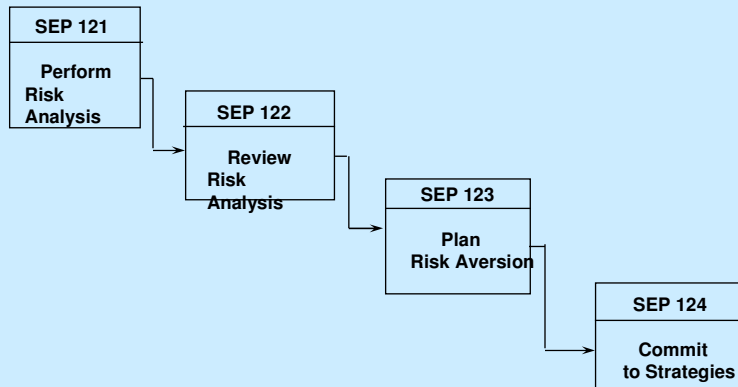 SEP 121
Perform
Risk
Analysis
SEP 122
Review
Risk
Analysis
SEP 123
Plan
Risk Aversion
SEP 124
Commit
to Strategies